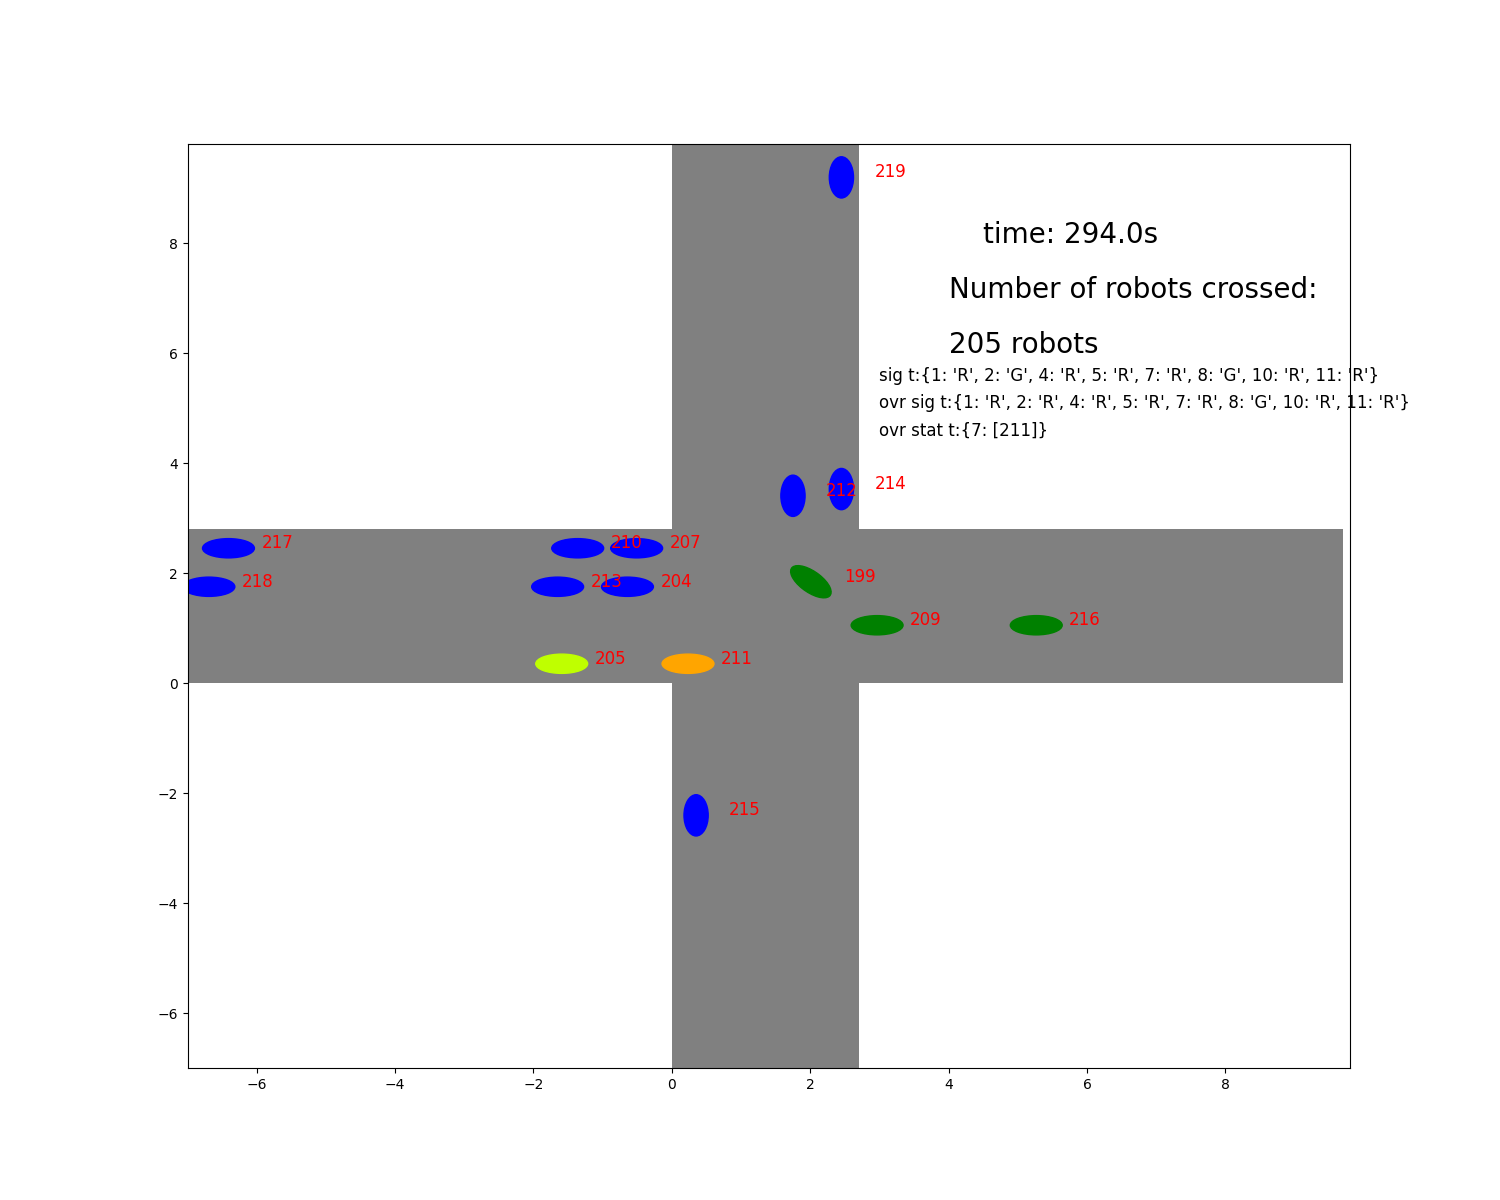 219
time: 294.0s
Number of robots crossed:
205 robots
sig t:{1: 'R', 2: 'G', 4: 'R', 5: 'R', 7: 'R', 8: 'G', 10: 'R', 11: 'R'}
ovr sig t:{1: 'R', 2: 'R', 4: 'R', 5: 'R', 7: 'R', 8: 'G', 10: 'R', 11: 'R'}
ovr stat t:{7: [211]}
212 214
217 210 207
218 213 204 199
209 216
205 211
215
8
6
4
2
0
−2
−4
−6
−6 −4 −2 0 2 4 6 8